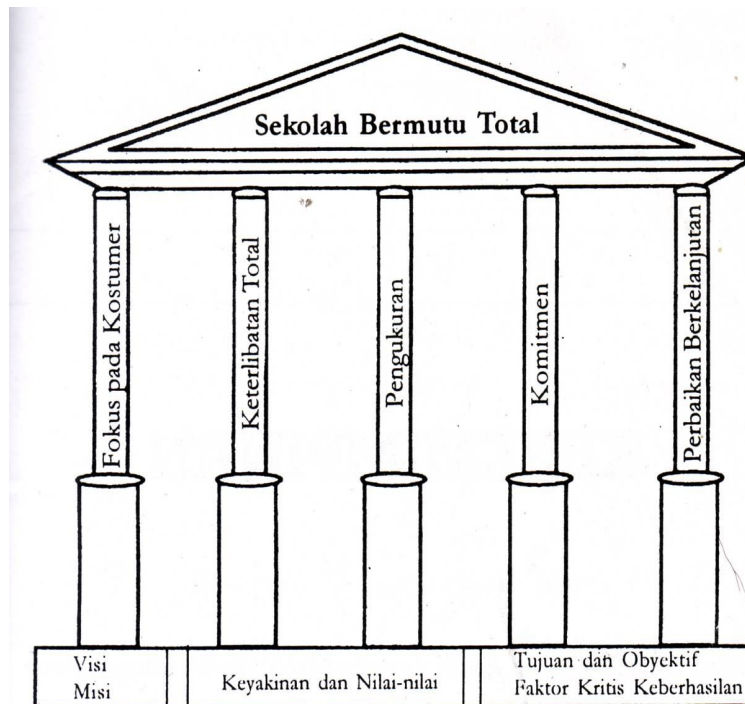 Sekolah Bermutu Total
Fokus pada Kostumer
Keterlibatan Total
Pengukuran
Komitmen
Perbaikan Berkelanjutan
Visi
Misi
Keyakinan dan Nilai-nilai
Tujuan dan Obyektif
Faktor Kritis Keberhasilan